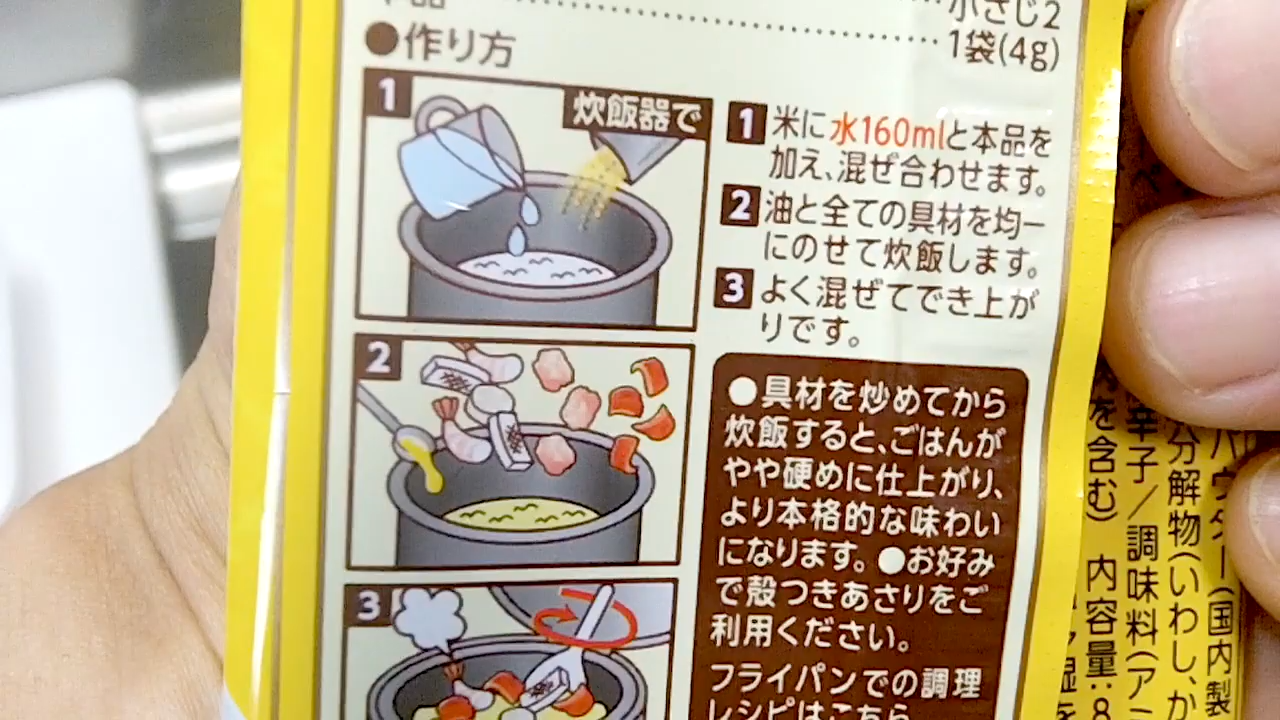 小さじ2
1袋(4g)
●作り方
1
炊飯器で
1 米に水160mlと本品を
加え、混ぜ合わせます。
2 油と全ての具材を均一
にのせて炊飯します。
3 よく混ぜてでき上が
りです。
2
3
●具材を炒めてから
炊飯すると、ごはんが
やや硬めに仕上がり、
より本格的な味わい
になります。●お好み
で殻つきあさりをご
利用ください。
フライパンでの調理
レシピはこちら
パウダー(国内製
分解物(いわし、か
辛子/調味料(アミ
を含む) 内容量:8